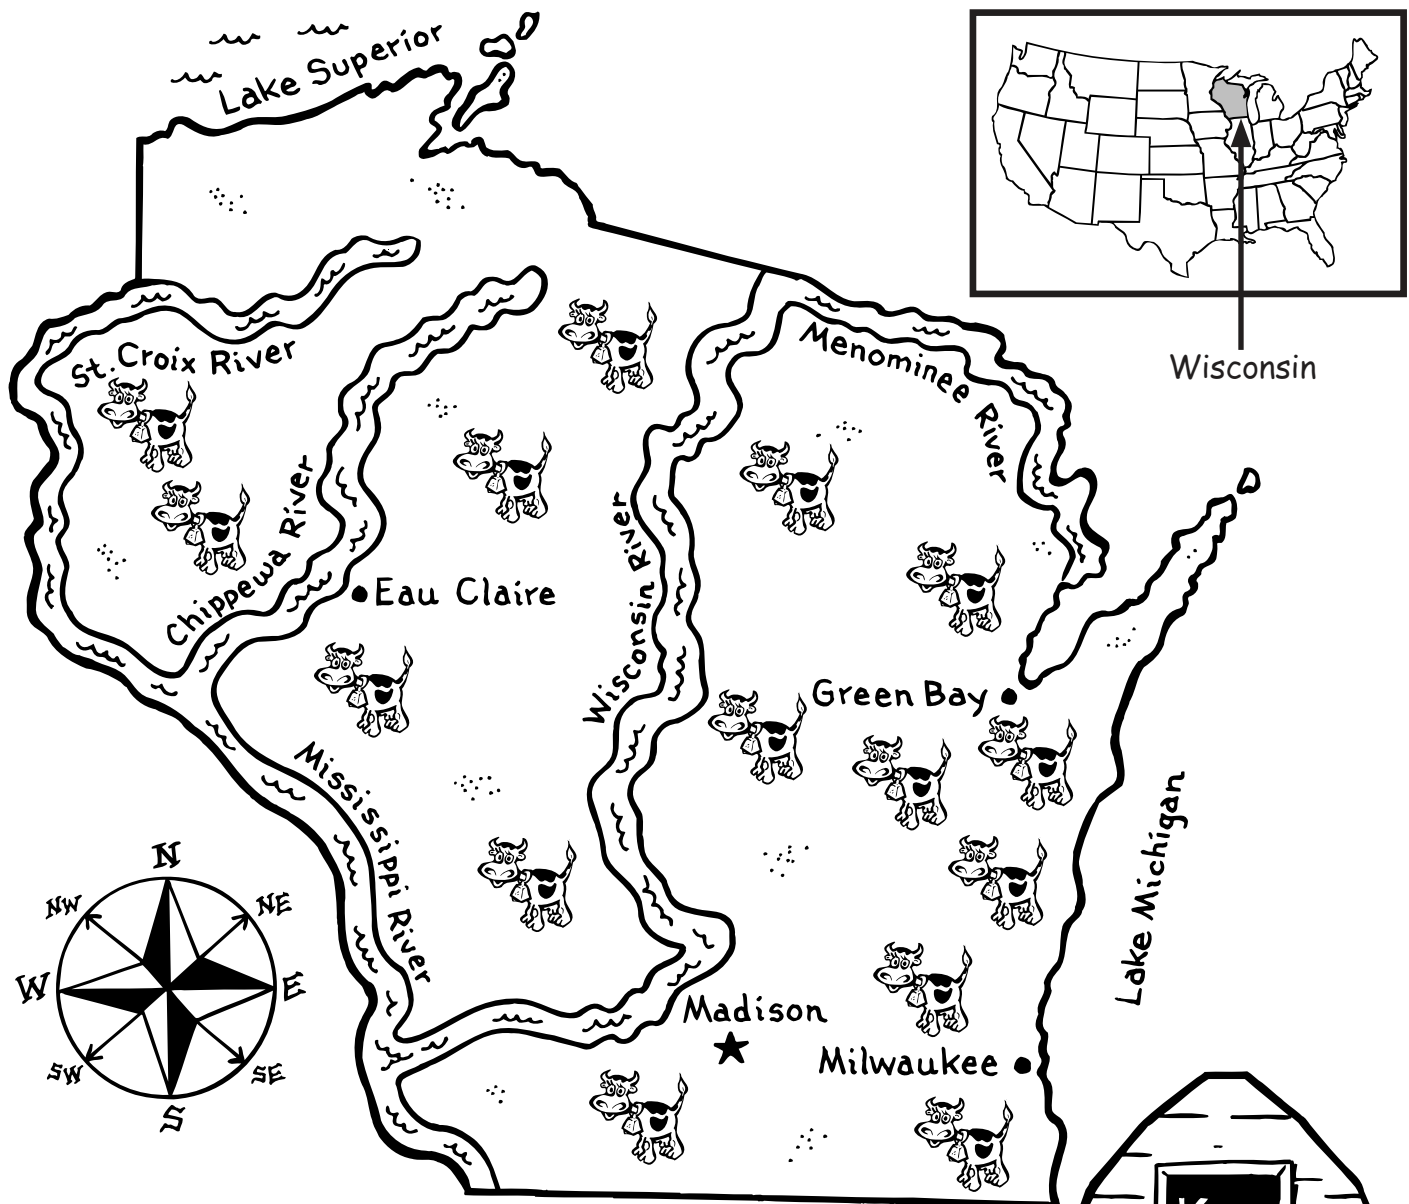 Lake Superior
Wisconsin
St. Croix River
Menominee River
Chippewa River
Wisconsin River
Eau Claire
Green Bay
Mississippi River
Lake Michigan
N
NW
NE
W
E
SW
SE
S
Madison
Milwaukee